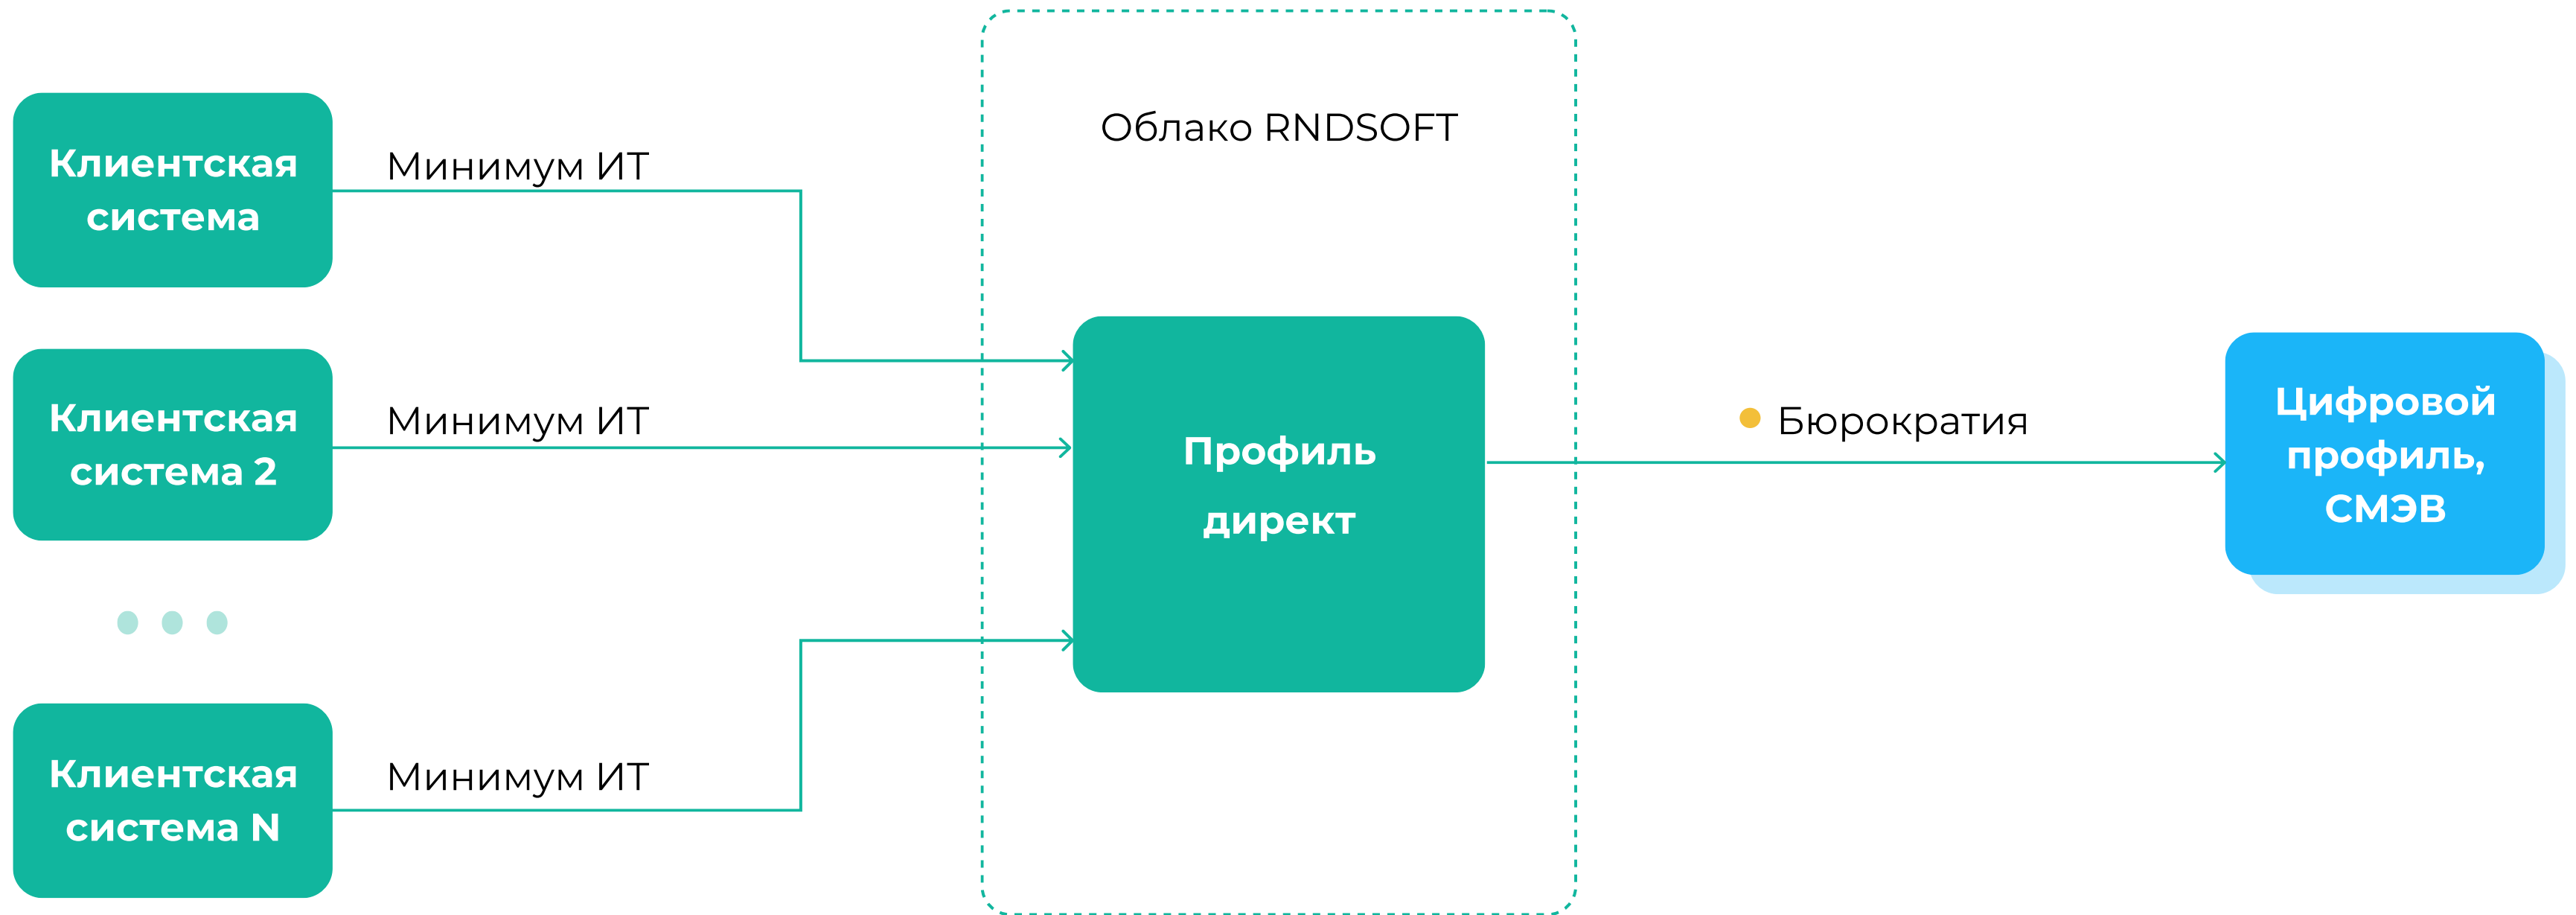 Облако RNDSOFT
Клиентская
система
Минимум ИТ
Клиентская
система 2
Минимум ИТ
Клиентская
система N
Минимум ИТ
Профиль
директ
Бюрократия
Цифровой
профиль,
СМЭВ